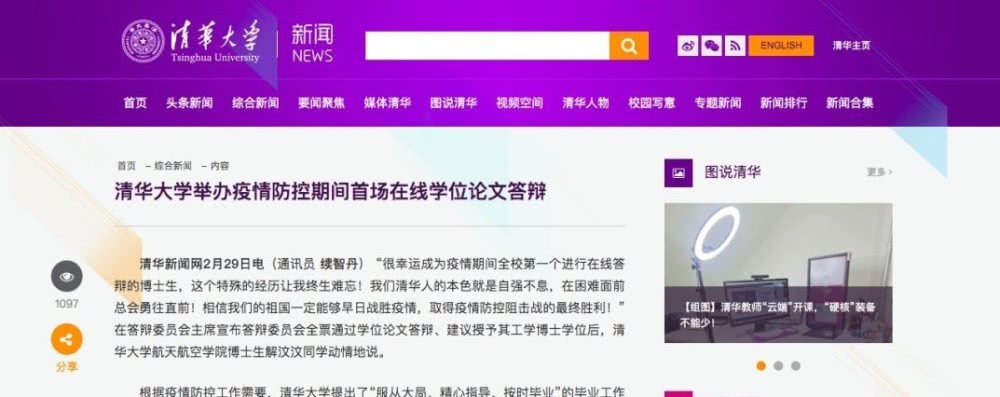 清华大学
Tsinghua University
新闻
NEWS
ENGLISH
清华主页
首页 头条新闻 综合新闻 要闻聚焦 媒体清华 图说清华 视频空间 清华人物 校园写意 专题新闻 新闻排行 新闻合集
首页 - 综合新闻 - 内容
清华大学举办疫情防控期间首场在线学位论文答辩
1097
分享
清华新闻网2月29日电（通讯员 续智丹）“很幸运成为疫情期间全校第一个进行在线答
辩的博士生，这个特殊的经历让我终生难忘！我们清华人的本色就是自强不息，在困难面前
总会勇往直前！相信我们的祖国一定能够早日战胜疫情，取得疫情防控阻击战的最终胜利！”
在答辩委员会主席宣布答辩委员会全票通过学位论文答辩、建议授予其工学博士学位后，清
华大学航天航空学院博士生解汶汶同学动情地说。
根据疫情防控工作需要，清华大学提出了“服从大局、精心指导、按时毕业”的毕业工作
图说清华
更多 ›
【组图】清华教师“云端”开课，“硬核”装备
不能少！